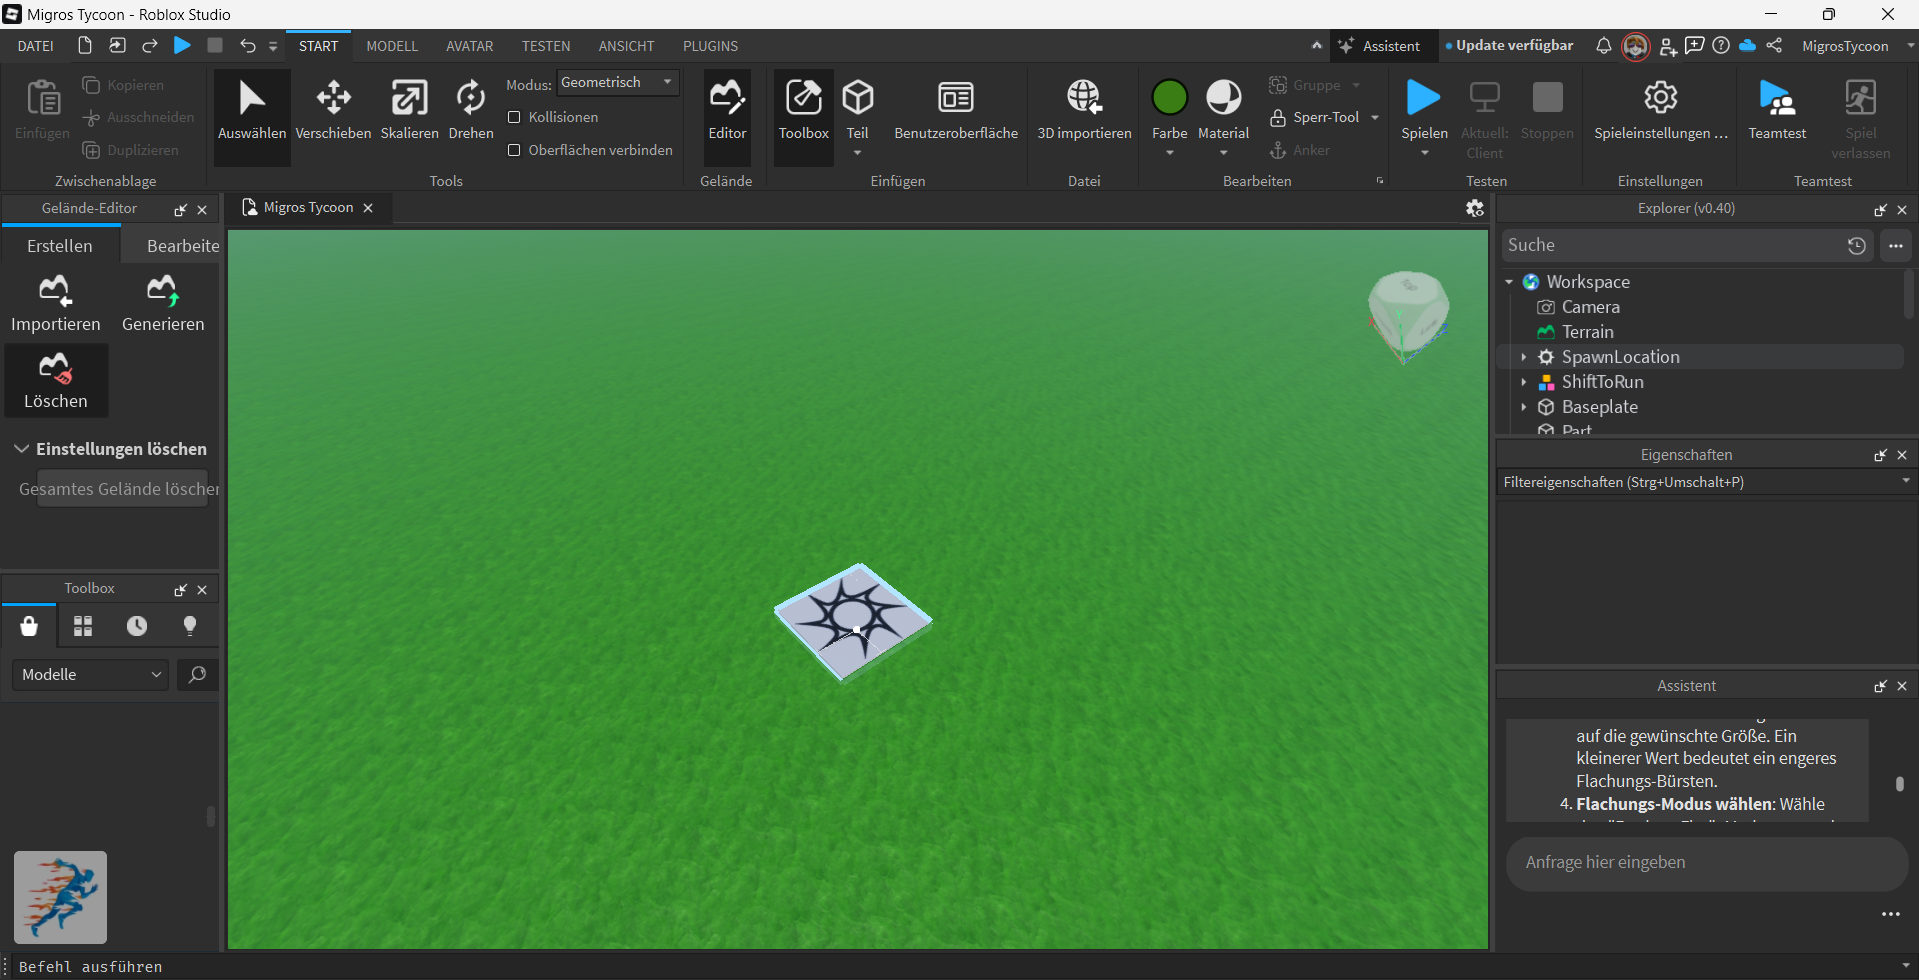 Migros Tycoon - Roblox Studio
DATEI
START
MODELL
AVATAR
TESTEN
ANSICHT
PLUGINS
Assistent
Update verfügbar
MigrosTycoon
Einfügen
Kopieren
Ausschneiden
Duplizieren
Zwischenablage
Auswählen
Verschieben
Skalieren
Drehen
Modus: Geometrisch
Kollisionen
Oberflächen verbinden
Tools
Editor
Gelände
Toolbox
Teil
Benutzeroberfläche
Einfügen
3D importieren
Datei
Farbe
Material
Gruppe
Sperr-Tool
Anker
Bearbeiten
Spielen
Aktuell:
Client
Stoppen
Testen
Spieleinstellungen ...
Einstellungen
Teamtest
Spiel
verlassen
Teamtest
Gelände-Editor
Erstellen
Bearbeite
Importieren
Generieren
Löschen
Einstellungen löschen
Gesamtes Gelände löscher
Toolbox
Modelle
Migros Tycoon
Top
Explorer (v0.40)
Suche
Workspace
Camera
Terrain
SpawnLocation
ShiftToRun
Baseplate
Part
Eigenschaften
Filtereigenschaften (Strg+Umschalt+P)
Assistent
auf die gewünschte Größe. Ein
kleinerer Wert bedeutet ein engeres
Flachungs-Bürsten.
4. Flachungs-Modus wählen: Wähle
Anfrage hier eingeben
Befehl ausführen